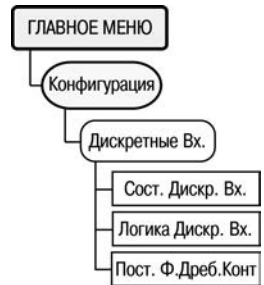 ГЛАВНОЕ МЕНЮ
Конфигурация
Дискретные Вх.
Сост. Дискр. Вх.
Логика Дискр. Вх.
Пост. Ф.Дреб.Конт